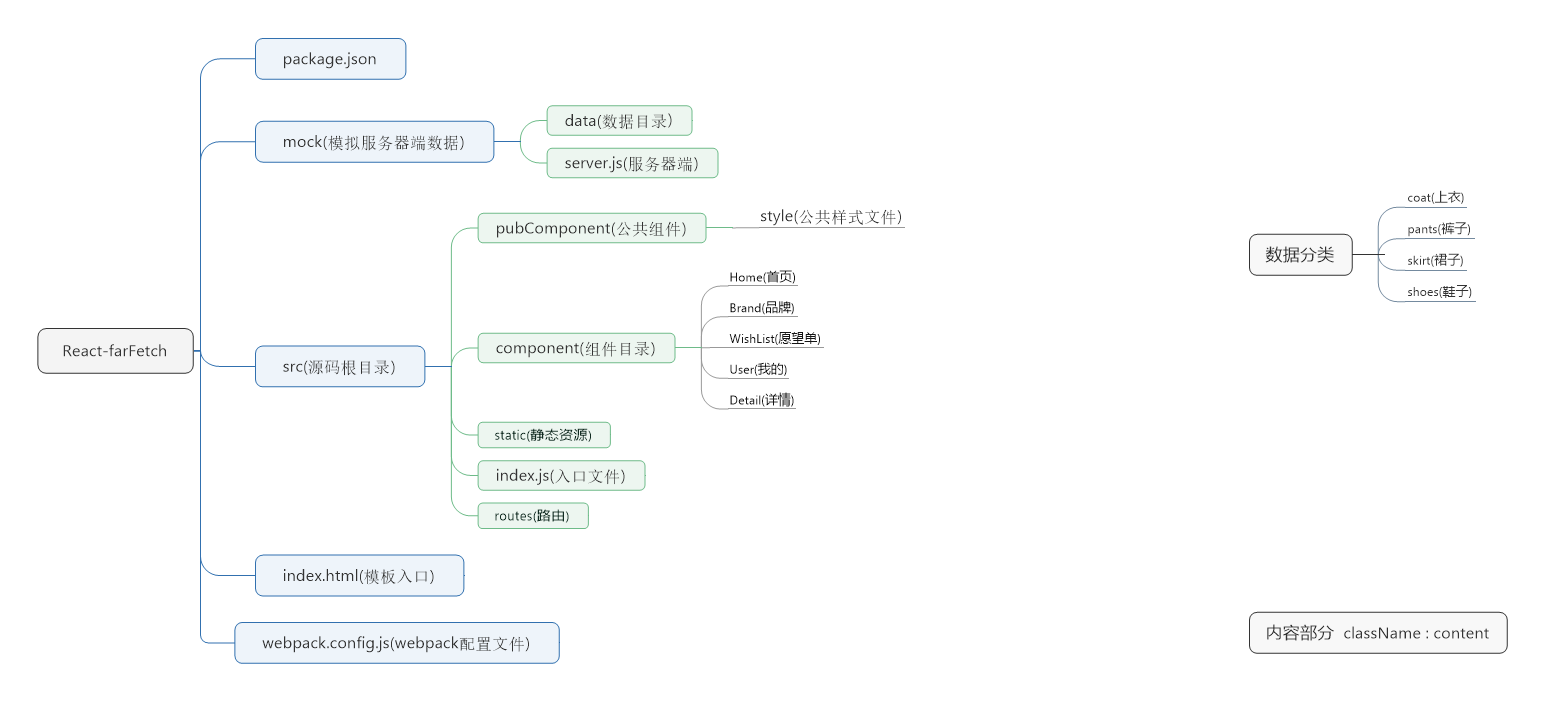 React-farFetch
package.json
mock(模拟服务器端数据)
data(数据目录)
server.js(服务器端)
src(源码根目录)
pubComponent(公共组件)
style(公共样式文件)
component(组件目录)
Home(首页)
Brand(品牌)
WishList(愿望单)
User(我的)
Detail(详情)
static(静态资源)
index.js(入口文件)
routes(路由)
index.html(模板入口)
webpack.config.js(webpack配置文件)
数据分类
coat(上衣)
pants(裤子)
skirt(裙子)
shoes(鞋子)
内容部分 className : content